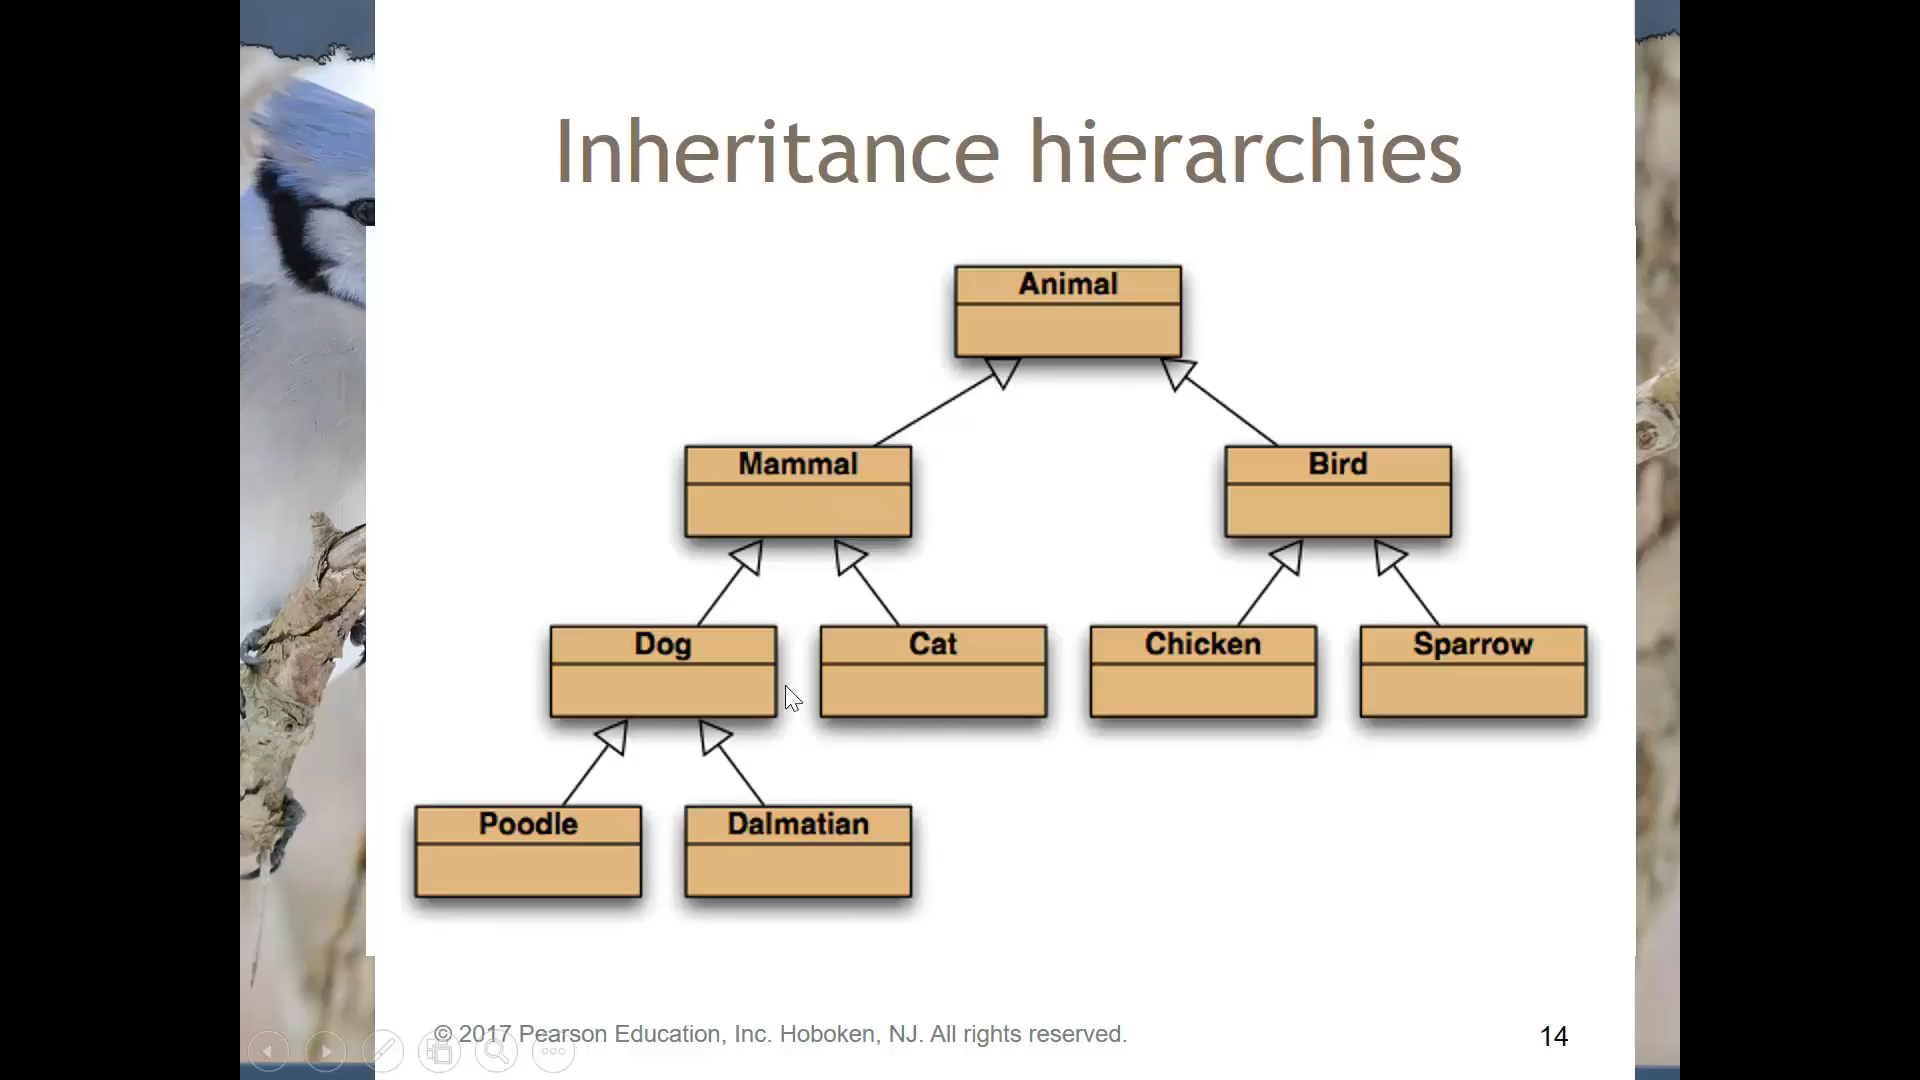 Inheritance hierarchies
Animal
Mammal
Bird
Dog
Cat
Chicken
Sparrow
Poodle
Dalmatian
© 2017 Pearson Education, Inc. Hoboken, NJ. All rights reserved.
14